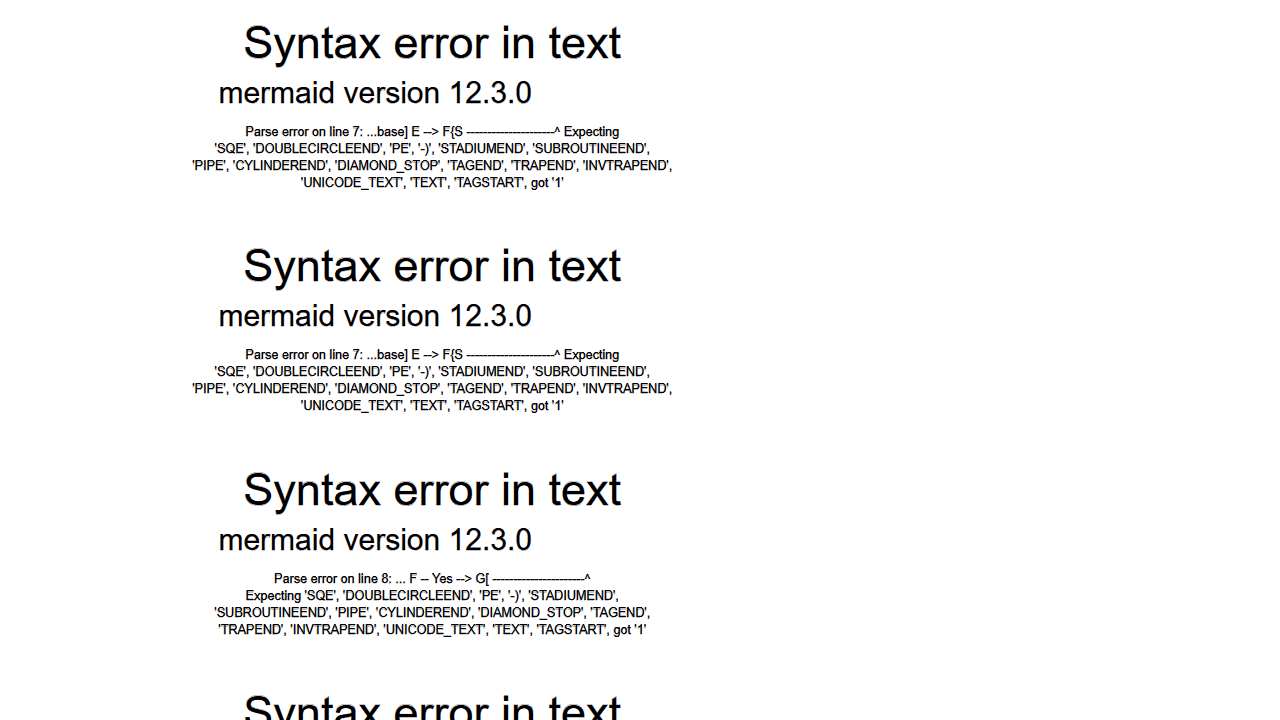 Syntax error in text
mermaid version 12.3.0
Parse error on line 7: ...base] E --> F{S ---------------------^ Expecting
'SQE', 'DOUBLECIRCLEEND', 'PE', '-)', 'STADIUMEND', 'SUBROUTINEEND',
'PIPE', 'CYLINDEREND', 'DIAMOND_STOP', 'TAGEND', 'TRAPEND', 'INVTRAPEND',
'UNICODE_TEXT', 'TEXT', 'TAGSTART', got '1'
Syntax error in text
mermaid version 12.3.0
Parse error on line 7: ...base] E --> F{S ---------------------^ Expecting
'SQE', 'DOUBLECIRCLEEND', 'PE', '-)', 'STADIUMEND', 'SUBROUTINEEND',
'PIPE', 'CYLINDEREND', 'DIAMOND_STOP', 'TAGEND', 'TRAPEND', 'INVTRAPEND',
'UNICODE_TEXT', 'TEXT', 'TAGSTART', got '1'
Syntax error in text
mermaid version 12.3.0
Parse error on line 8: ... F -- Yes --> G[ ----------------------^
Expecting 'SQE', 'DOUBLECIRCLEEND', 'PE', '-)', 'STADIUMEND',
'SUBROUTINEEND', 'PIPE', 'CYLINDEREND', 'DIAMOND_STOP', 'TAGEND',
'TRAPEND', 'INVTRAPEND', 'UNICODE_TEXT', 'TEXT', 'TAGSTART', got '1'
Syntax error in text